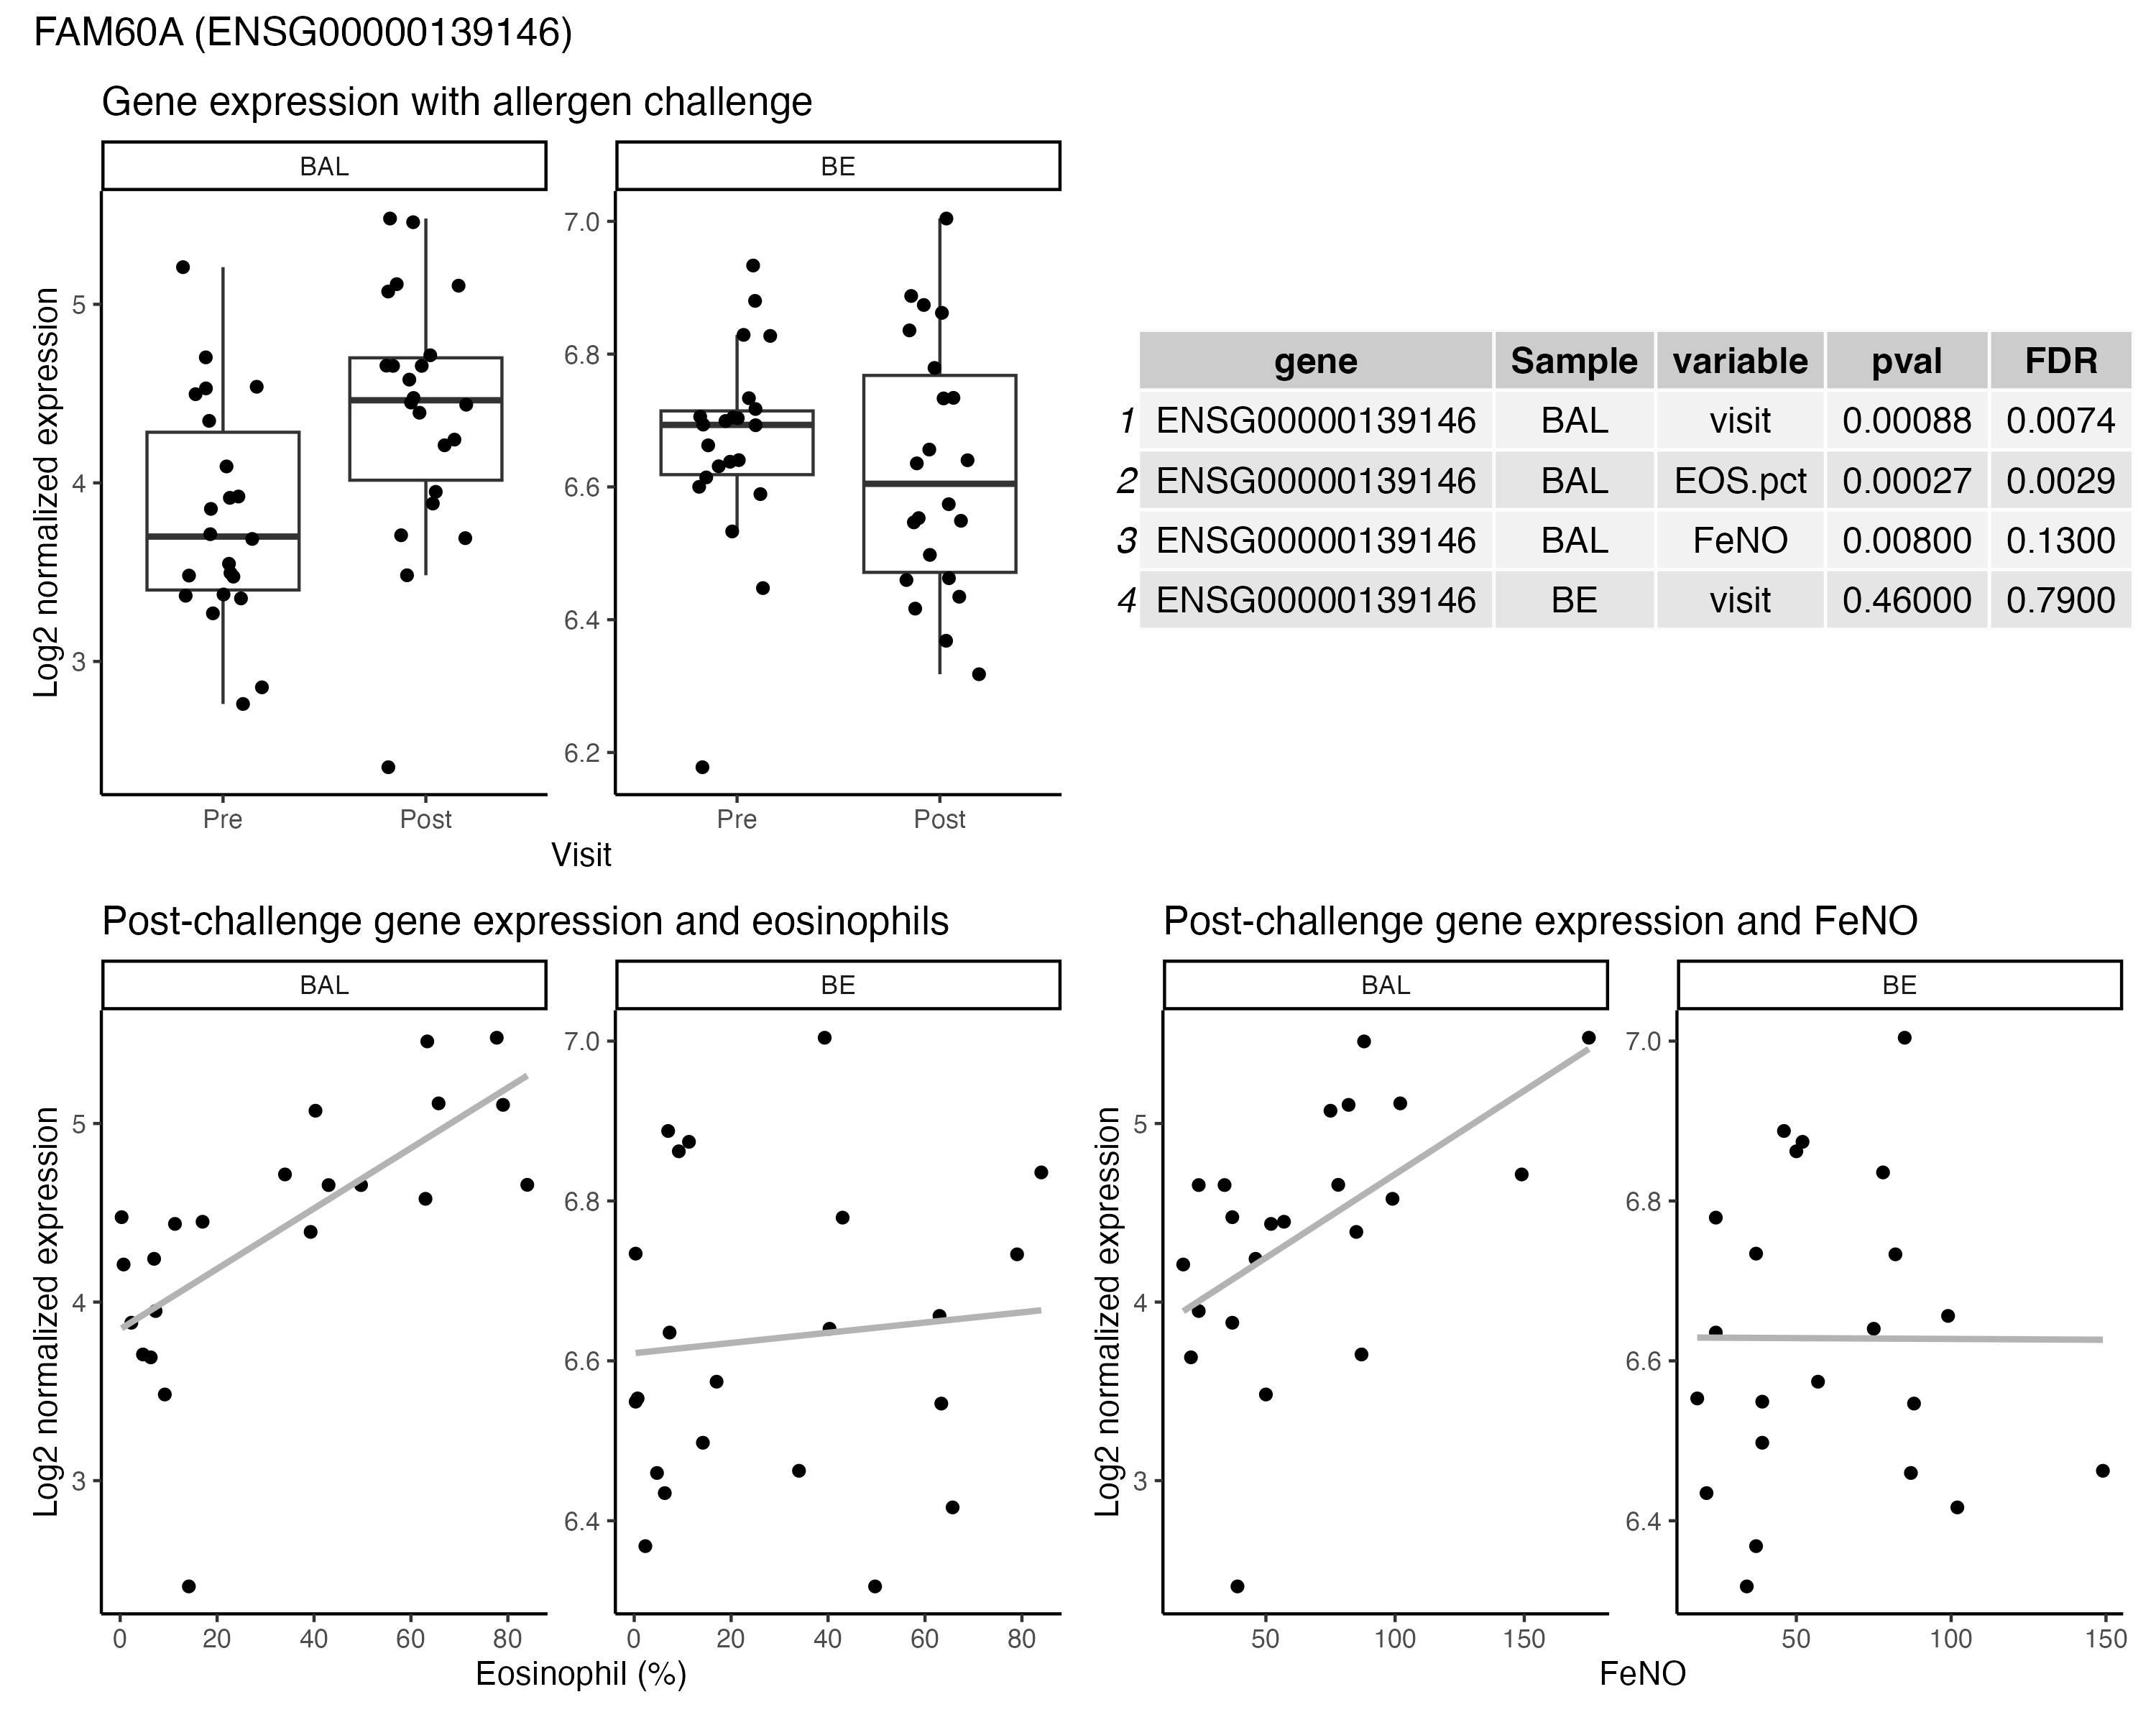 FAM60A (ENSG00000139146)
Gene expression with allergen challenge
BAL
BE
Log2 normalized expression
5
4
3
7.0
6.8
6.6
6.4
6.2
Pre
Post
Pre
Post
Visit
gene Sample variable pval FDR
1 ENSG00000139146 BAL visit 0.00088 0.0074
2 ENSG00000139146 BAL EOS.pct 0.00027 0.0029
3 ENSG00000139146 BAL FeNO 0.00800 0.1300
4 ENSG00000139146 BE visit 0.46000 0.7900
Post-challenge gene expression and eosinophils
BAL
BE
Log2 normalized expression
5
4
3
7.0
6.8
6.6
6.4
0 20 40 60 80
0 20 40 60 80
Eosinophil (%)
Post-challenge gene expression and FeNO
BAL
BE
Log2 normalized expression
5
4
3
7.0
6.8
6.6
6.4
50 100 150
50 100 150
FeNO